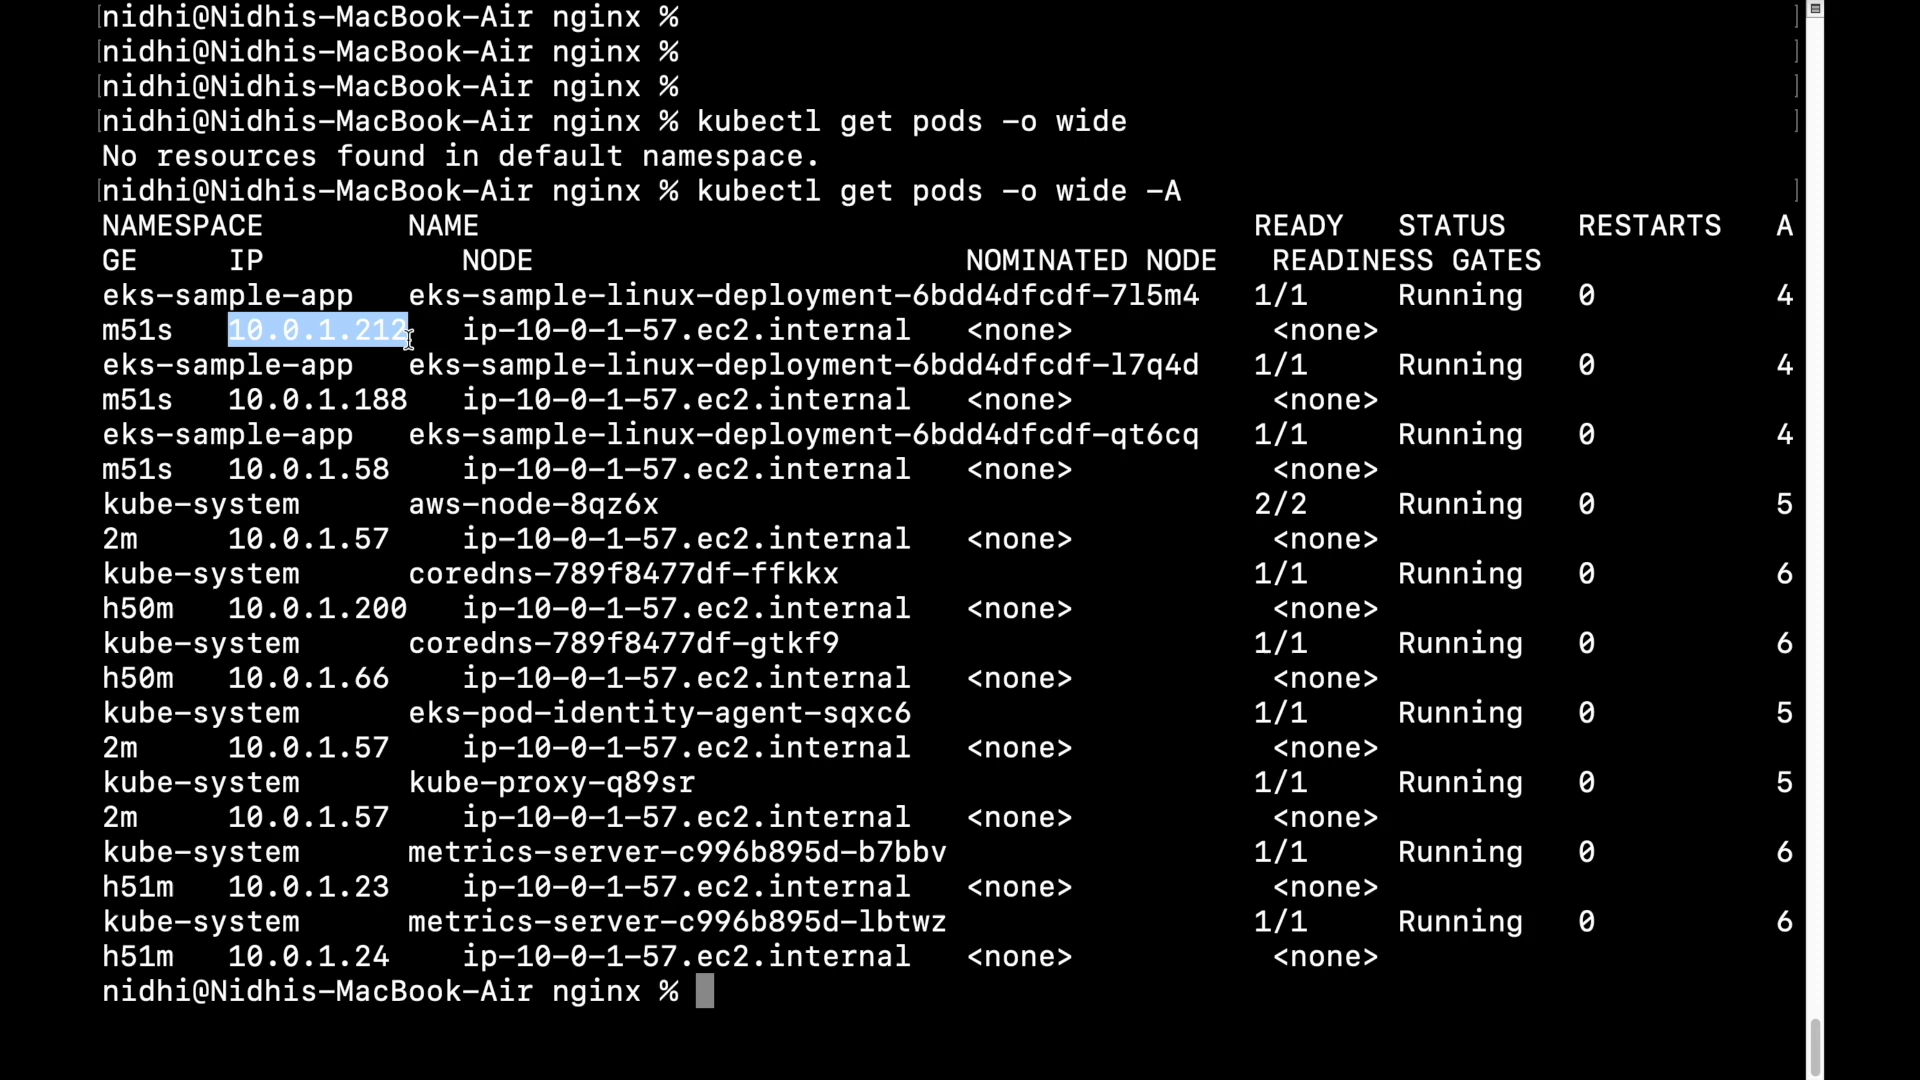 nidhi@Nidhis-MacBook-Air nginx %
nidhi@Nidhis-MacBook-Air nginx %
nidhi@Nidhis-MacBook-Air nginx %
nidhi@Nidhis-MacBook-Air nginx % kubectl get pods -o wide
No resources found in default namespace.
nidhi@Nidhis-MacBook-Air nginx % kubectl get pods -o wide -A
NAMESPACE        NAME                                           READY   STATUS    RESTARTS   A
GE     IP           NODE                        NOMINATED NODE   READINESS GATES
eks-sample-app   eks-sample-linux-deployment-6bdd4dfcdf-7l5m4   1/1     Running   0          4
m51s   10.0.1.212   ip-10-0-1-57.ec2.internal   <none>           <none>
eks-sample-app   eks-sample-linux-deployment-6bdd4dfcdf-l7q4d   1/1     Running   0          4
m51s   10.0.1.188   ip-10-0-1-57.ec2.internal   <none>           <none>
eks-sample-app   eks-sample-linux-deployment-6bdd4dfcdf-qt6cq   1/1     Running   0          4
m51s   10.0.1.58    ip-10-0-1-57.ec2.internal   <none>           <none>
kube-system      aws-node-8qz6x                                 2/2     Running   0          5
2m     10.0.1.57    ip-10-0-1-57.ec2.internal   <none>           <none>
kube-system      coredns-789f8477df-ffkkx                       1/1     Running   0          6
h50m   10.0.1.200   ip-10-0-1-57.ec2.internal   <none>           <none>
kube-system      coredns-789f8477df-gtkf9                       1/1     Running   0          6
h50m   10.0.1.66    ip-10-0-1-57.ec2.internal   <none>           <none>
kube-system      eks-pod-identity-agent-sqxc6                   1/1     Running   0          5
2m     10.0.1.57    ip-10-0-1-57.ec2.internal   <none>           <none>
kube-system      kube-proxy-q89sr                               1/1     Running   0          5
2m     10.0.1.57    ip-10-0-1-57.ec2.internal   <none>           <none>
kube-system      metrics-server-c996b895d-b7bbv                 1/1     Running   0          6
h51m   10.0.1.23    ip-10-0-1-57.ec2.internal   <none>           <none>
kube-system      metrics-server-c996b895d-lbtwz                 1/1     Running   0          6
h51m   10.0.1.24    ip-10-0-1-57.ec2.internal   <none>           <none>
nidhi@Nidhis-MacBook-Air nginx %